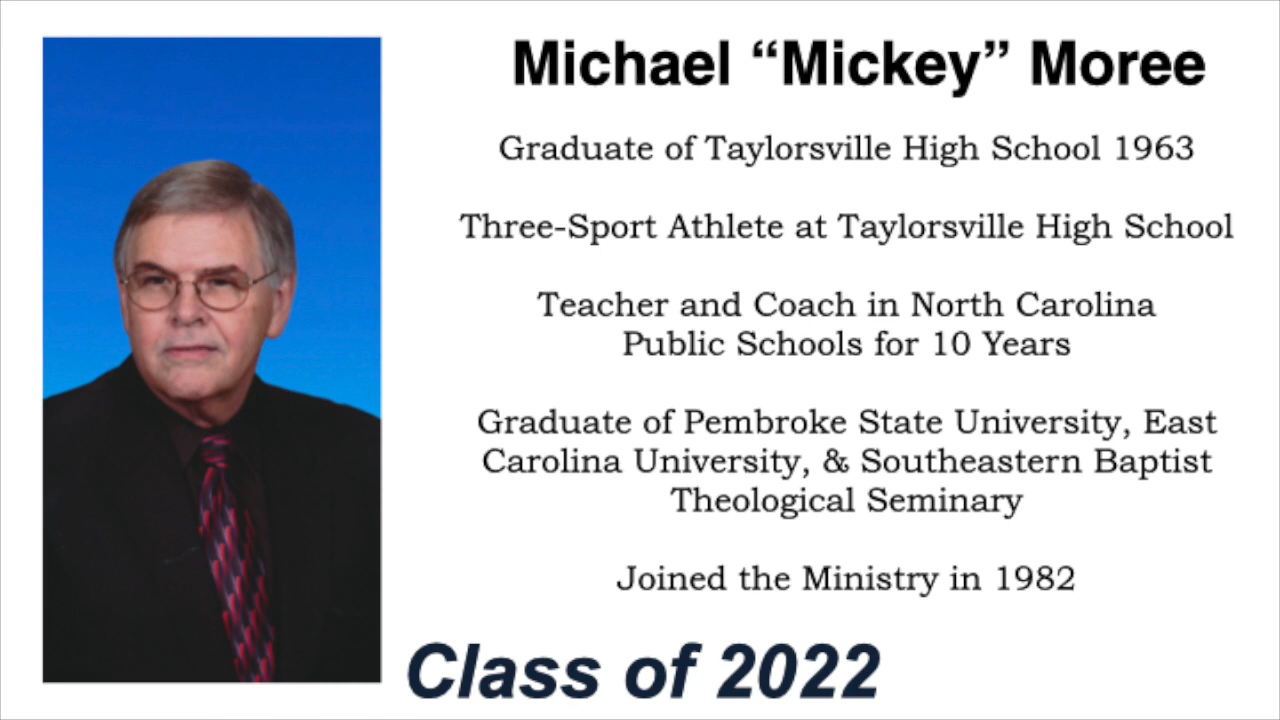 Michael “Mickey” Moree
Graduate of Taylorsville High School 1963
Three-Sport Athlete at Taylorsville High School
Teacher and Coach in North Carolina
Public Schools for 10 Years
Graduate of Pembroke State University, East
Carolina University, & Southeastern Baptist
Theological Seminary
Joined the Ministry in 1982
Class of 2022